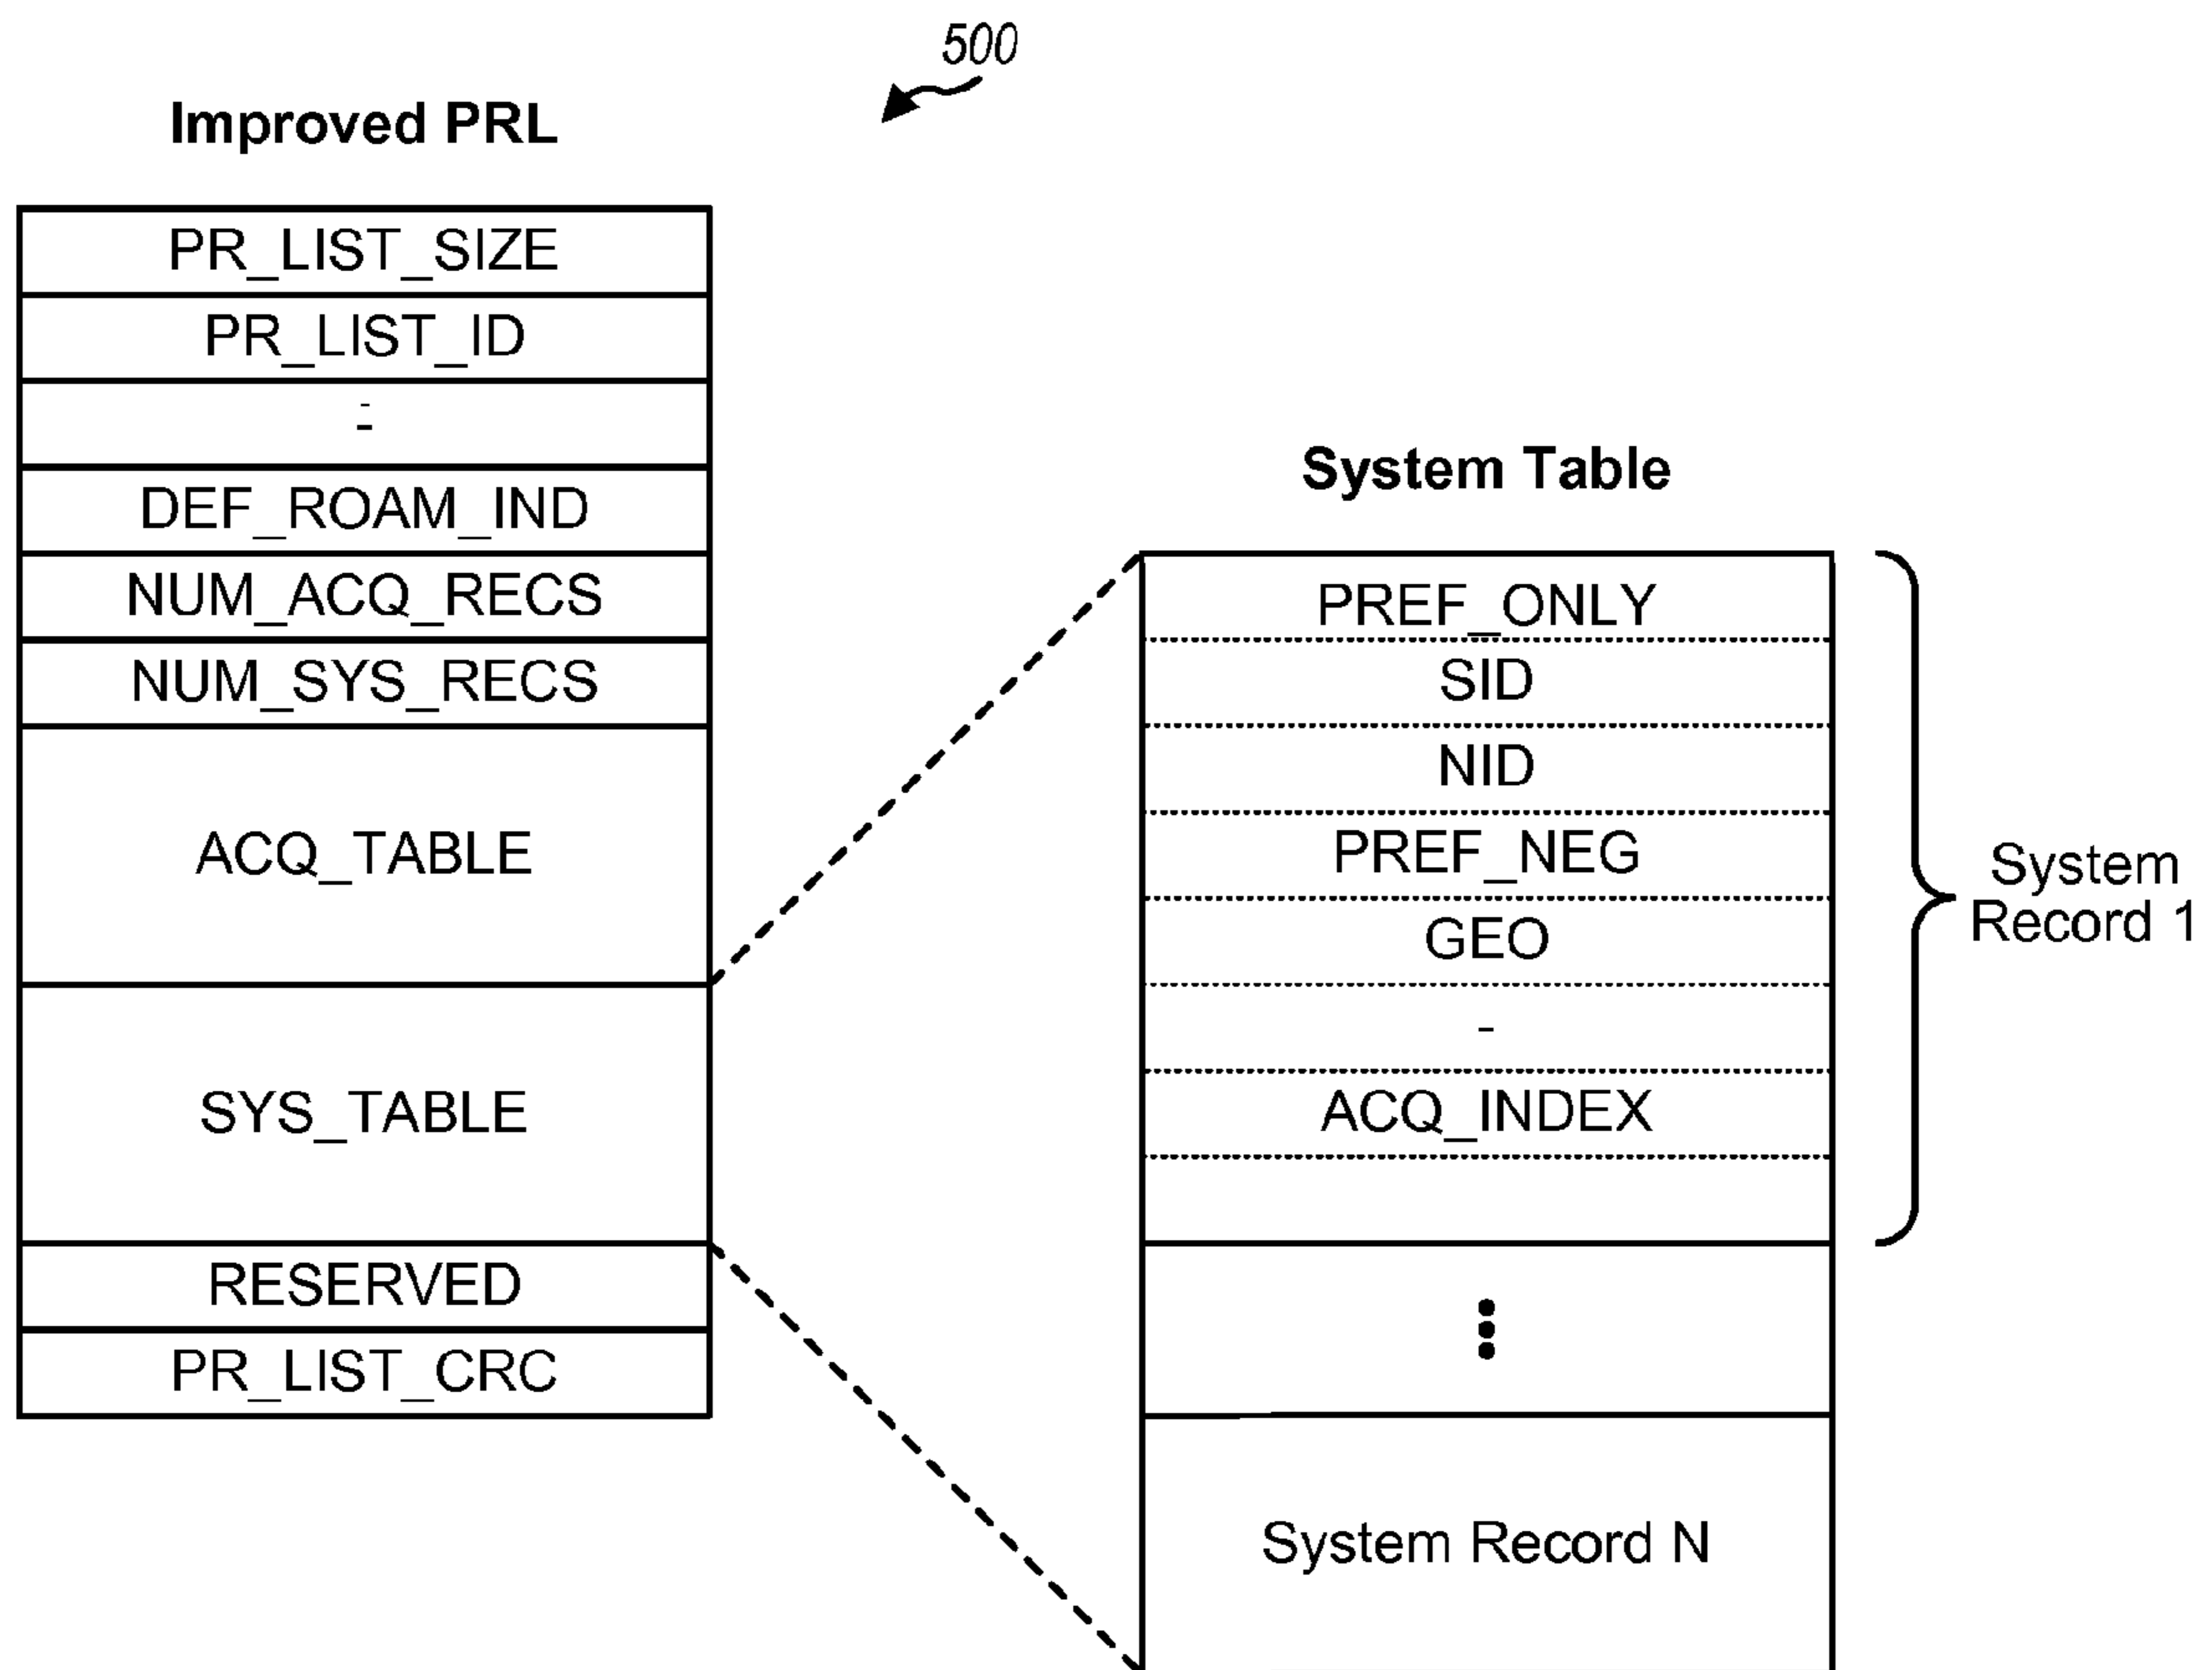 500
Improved PRL
PR_LIST_SIZE
PR_LIST_ID
-
-
DEF_ROAM_IND
NUM_ACQ_RECS
NUM_SYS_RECS
ACQ_TABLE
SYS_TABLE
RESERVED
PR_LIST_CRC
System Table
PREF_ONLY
SID
NID
PREF_NEG
GEO
-
ACQ_INDEX
System Record N
System
Record 1